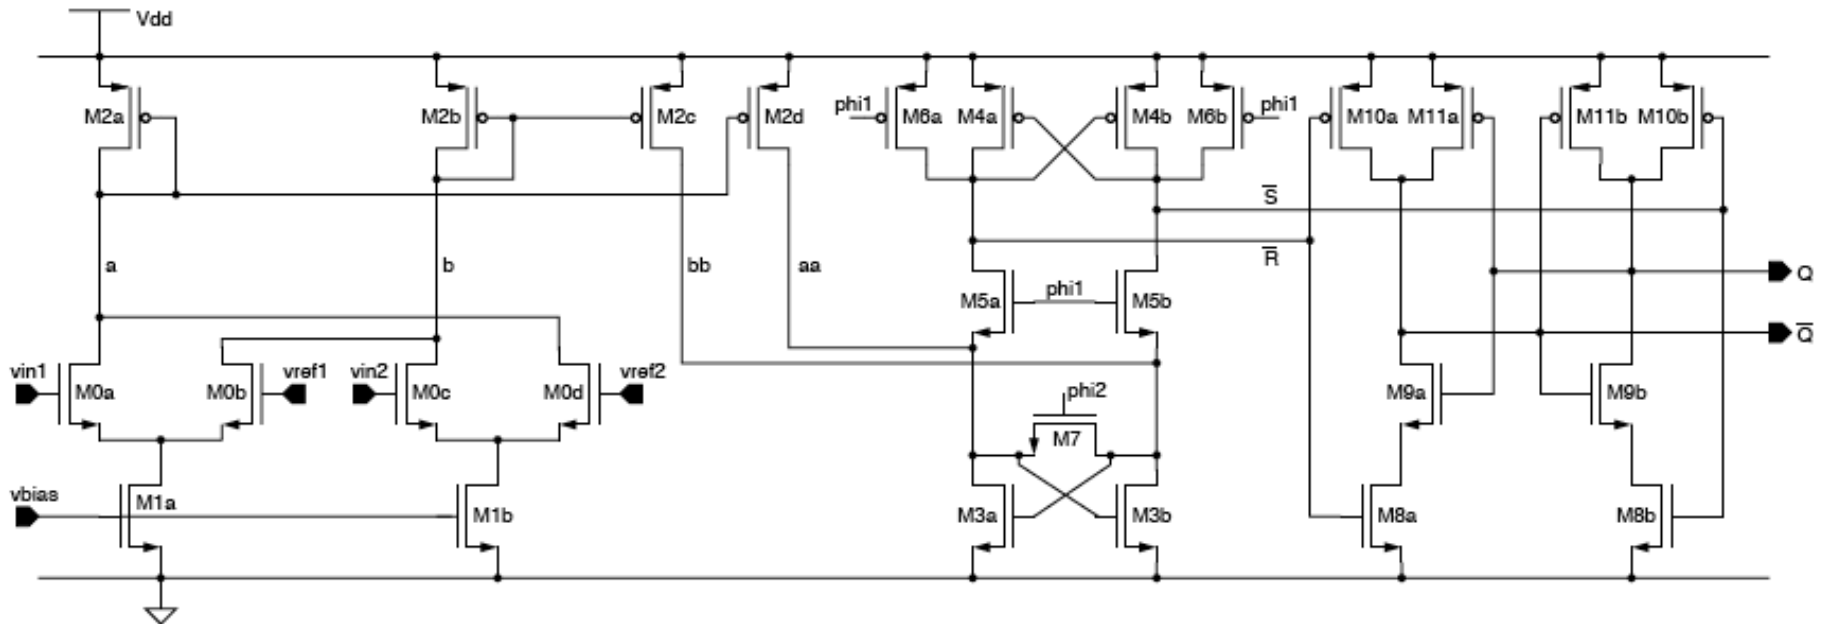 Vdd
M2a
M2b
M2c
M2d
phi1
M6a
M4a
M4b
M6b
phi1
M10a
M11a
M11b
M10b
S̅
R̅
a
b
bb
aa
M5a
phi1
M5b
Q
Q̅
vin1
M0a
M0b
vref1
vin2
M0c
M0d
vref2
phi2
M7
M9a
M9b
vbias
M1a
M1b
M3a
M3b
M8a
M8b